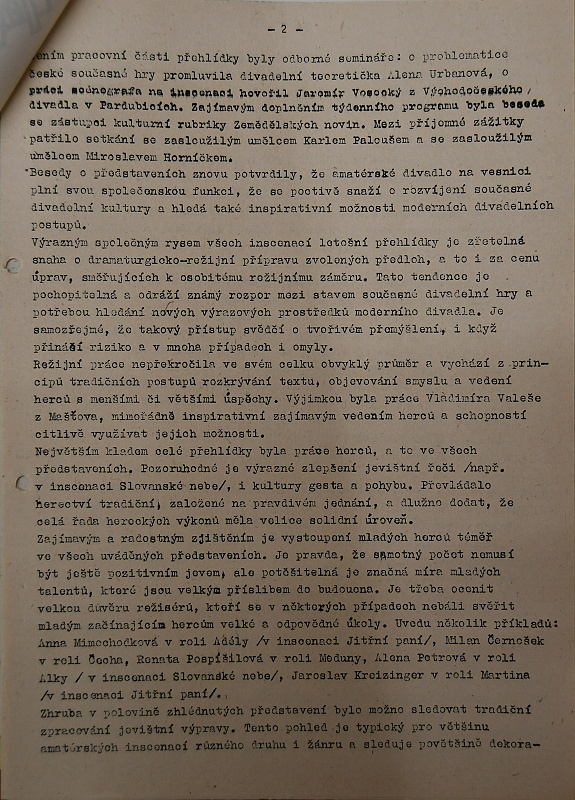 - 2 -
ením pracovní části přehlídky byly odborné semináře: o problematice
české současné hry promluvila divadelní teoretička Alena Urbanová, o
práci scénografa na inscenaci hovořil Jaromír Vosecký z Východočeského
divadla v Pardubicích. Zajímavým doplněním týdenního programu byla beseda
se zástupci kulturní rubriky Zemědělských novin. Mezi příjemné zážitky
patřilo setkání se zasloužilým umělcem Karlem Paloušem a se zasloužilým
umělcem Miroslavem Horníčkem.
Besedy o představeních znovu potvrdily, že amatérské divadlo na vesnici
plní svou společenskou funkci, že se poctivě snaží o rozvíjení současné
divadelní kultury a hledá také inspirativní možnosti moderních divadelních
postupů.
Výrazným společným rysem všech inscenací letošní přehlídky je zřetelná
snaha o dramaturgicko-režijní přípravu zvolených předloh, a to i za cenu
úprav, směřujících k osobitému režijnímu záměru. Tato tendence je
pochopitelná a odráží známý rozpor mezi stavem současné divadelní hry a
potřebou hledání nových výrazových prostředků moderního divadla. Je
samozřejmé, že takový přístup svědčí o tvořivém přemýšlení, i když
přináší riziko a v mnoha případech i omyly.
Režijní práce nepřekročila ve svém celku obvyklý průměr a vychází z prin-
cipů tradičních postupů rozkrývání textu, objevování smyslu a vedení
herců s menšími či většími úspěchy. Výjimkou byla práce Vladimíra Valeše
z Mašťova, mimořádně inspirativní zajímavým vedením herců a schopností
citlivě využívat jejich možností.
Největším kladem celé přehlídky byla práce herců, a to ve všech
představeních. Pozoruhodné je výrazné zlepšení jevištní řeči /např.
v inscenaci Slovanské nebe/, i kultury gesta a pohybu. Převládalo
herectví tradiční, založené na pravdivém jednání, a dlužno dodat, že
celá řada hereckých výkonů měla velice solidní úroveň.
Zajímavým a radostným zjištěním je vystoupení mladých herců téměř
ve všech uváděných představeních. Je pravda, že samotný počet nemusí
být ještě pozitivním jevem, ale potěšitelná je značná míra mladých
talentů, které jsou velkým příslibem do budoucna. Je třeba ocenit
velkou důvěru režisérů, kteří se v některých případech nebáli svěřit
mladým začínajícím hercům velké a odpovědné úkoly. Uvedu několik příkladů:
Anna Mimochodková v roli Adély /v inscenaci Jitřní paní/, Milan Černošek
v roli Čecha, Renata Pospíšilová v roli Meduny, Alena Petrová v roli
Alky / v inscenaci Slovanské nebe/, Jaroslav Kreizinger v roli Martina
/v inscenaci Jitřní paní/.
Zhruba v polovině zhlédnutých představení bylo možno sledovat tradiční
zpracování jevištní výpravy. Tento pohled je typický pro většinu
amatérských inscenací různého druhu i žánru a sleduje povětšině dekora-